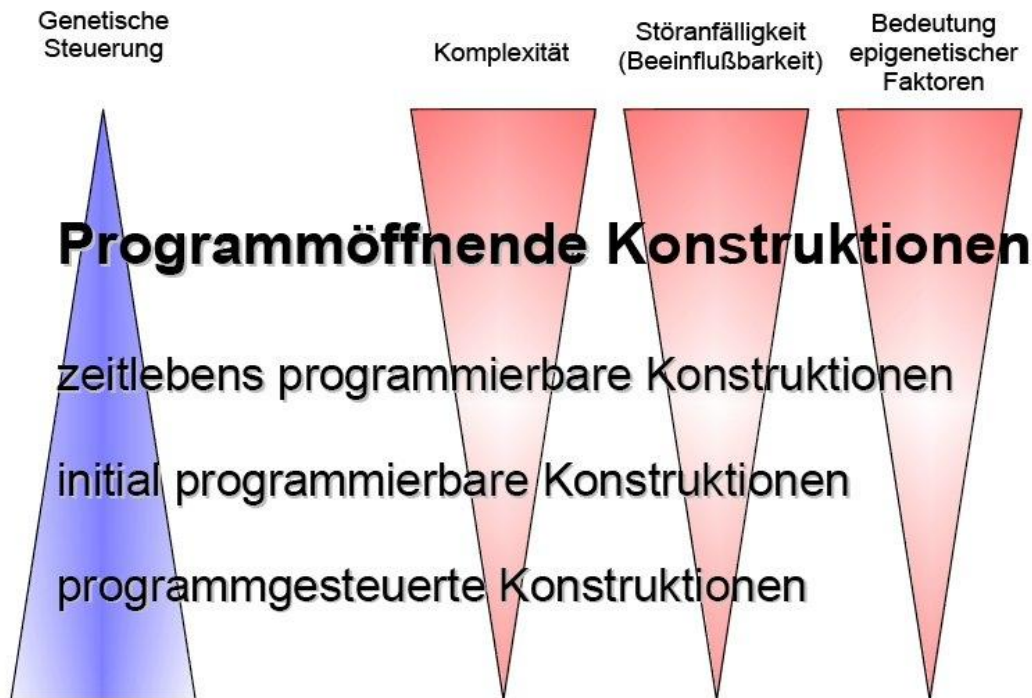 Genetische
Steuerung
Komplexität
Störanfälligkeit
(Beeinflußbarkeit)
Bedeutung
epigenetischer
Faktoren
Programmöffnende Konstruktionen
zeitlebens programmierbare Konstruktionen
initial programmierbare Konstruktionen
programmgesteuerte Konstruktionen